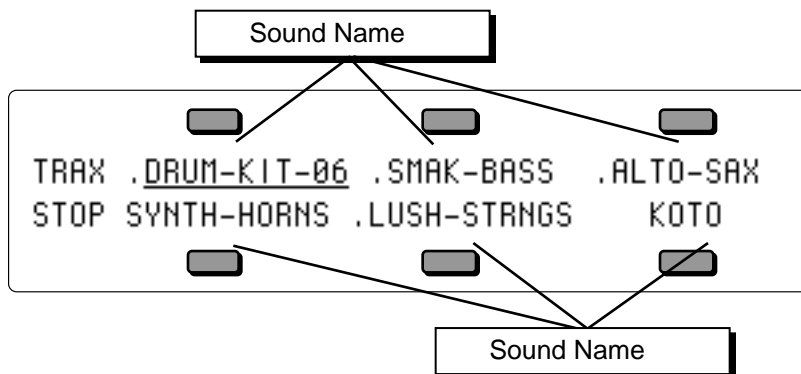 Sound Name
TRAX .DRUM-KIT-06 .SMAK-BASS .ALTO-SAX
STOP SYNTH-HORNS .LUSH-STRNGS KOTO
Sound Name